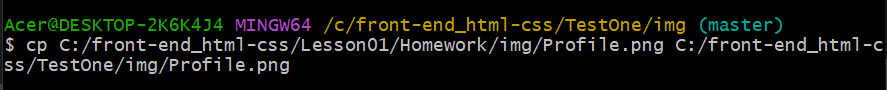 Acer@DESKTOP-2K6K4J4 MINGW64 /c/front-end_html-css/TestOne/img (master)
$ cp C:/front-end_html-css/Lesson01/Homework/img/Profile.png C:/front-end_html-c
ss/TestOne/img/Profile.png